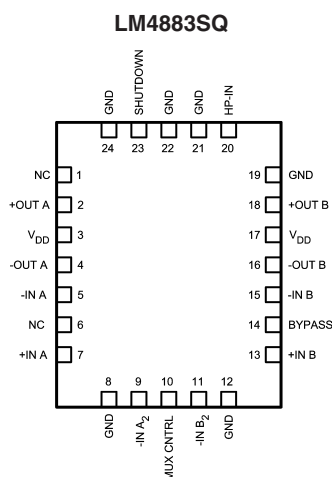 LM4883SQ
GND
SHUTDOWN
GND
GND
HP-IN
24 23 22 21 20
NC 1
+OUT A 2
VDD 3
-OUT A 4
-IN A 5
NC 6
+IN A 7
19 GND
18 +OUT B
17 VDD
16 -OUT B
15 -IN B
14 BYPASS
13 +IN B
8 9 10 11 12
GND
-IN A2
MUX CNTRL
-IN B2
GND